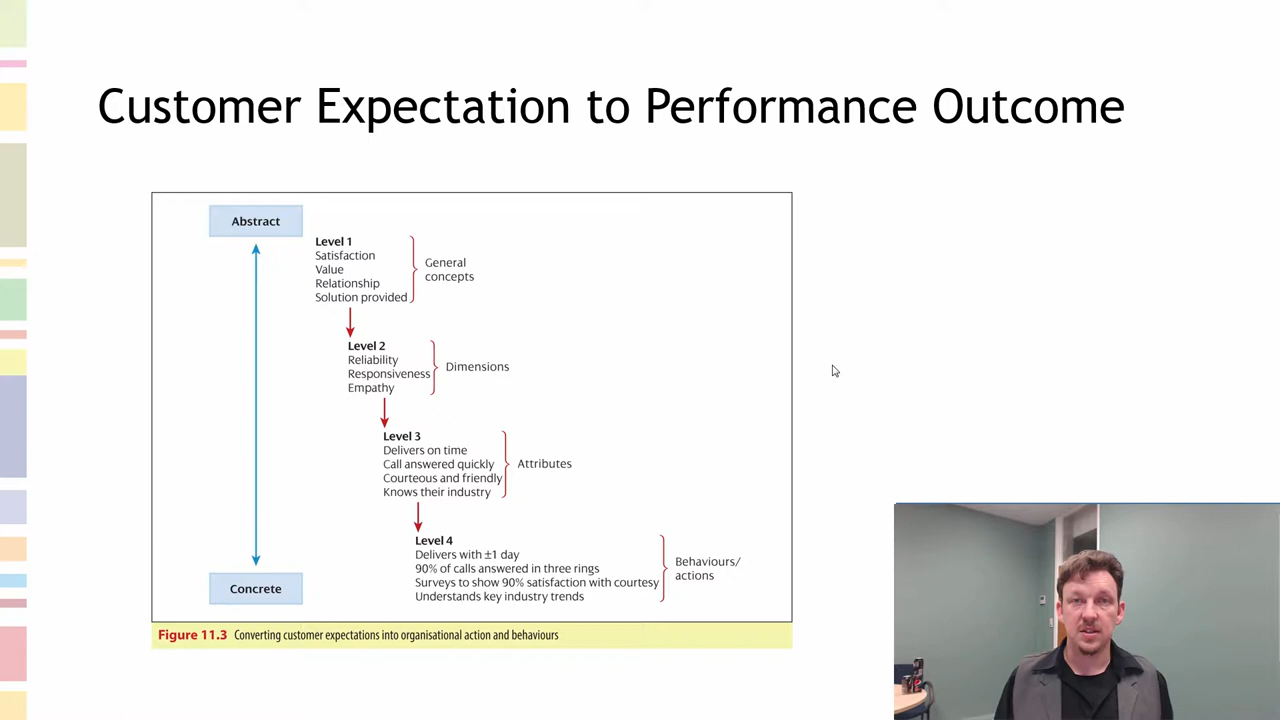 Customer Expectation to Performance Outcome
Abstract
Level 1
Satisfaction
Value
Relationship
Solution provided
General
concepts
Level 2
Reliability
Responsiveness
Empathy
Dimensions
Level 3
Delivers on time
Call answered quickly
Courteous and friendly
Knows their industry
Attributes
Level 4
Delivers with ±1 day
90% of calls answered in three rings
Surveys to show 90% satisfaction with courtesy
Understands key industry trends
Behaviours/
actions
Concrete
Figure 11.3 Converting customer expectations into organisational action and behaviours